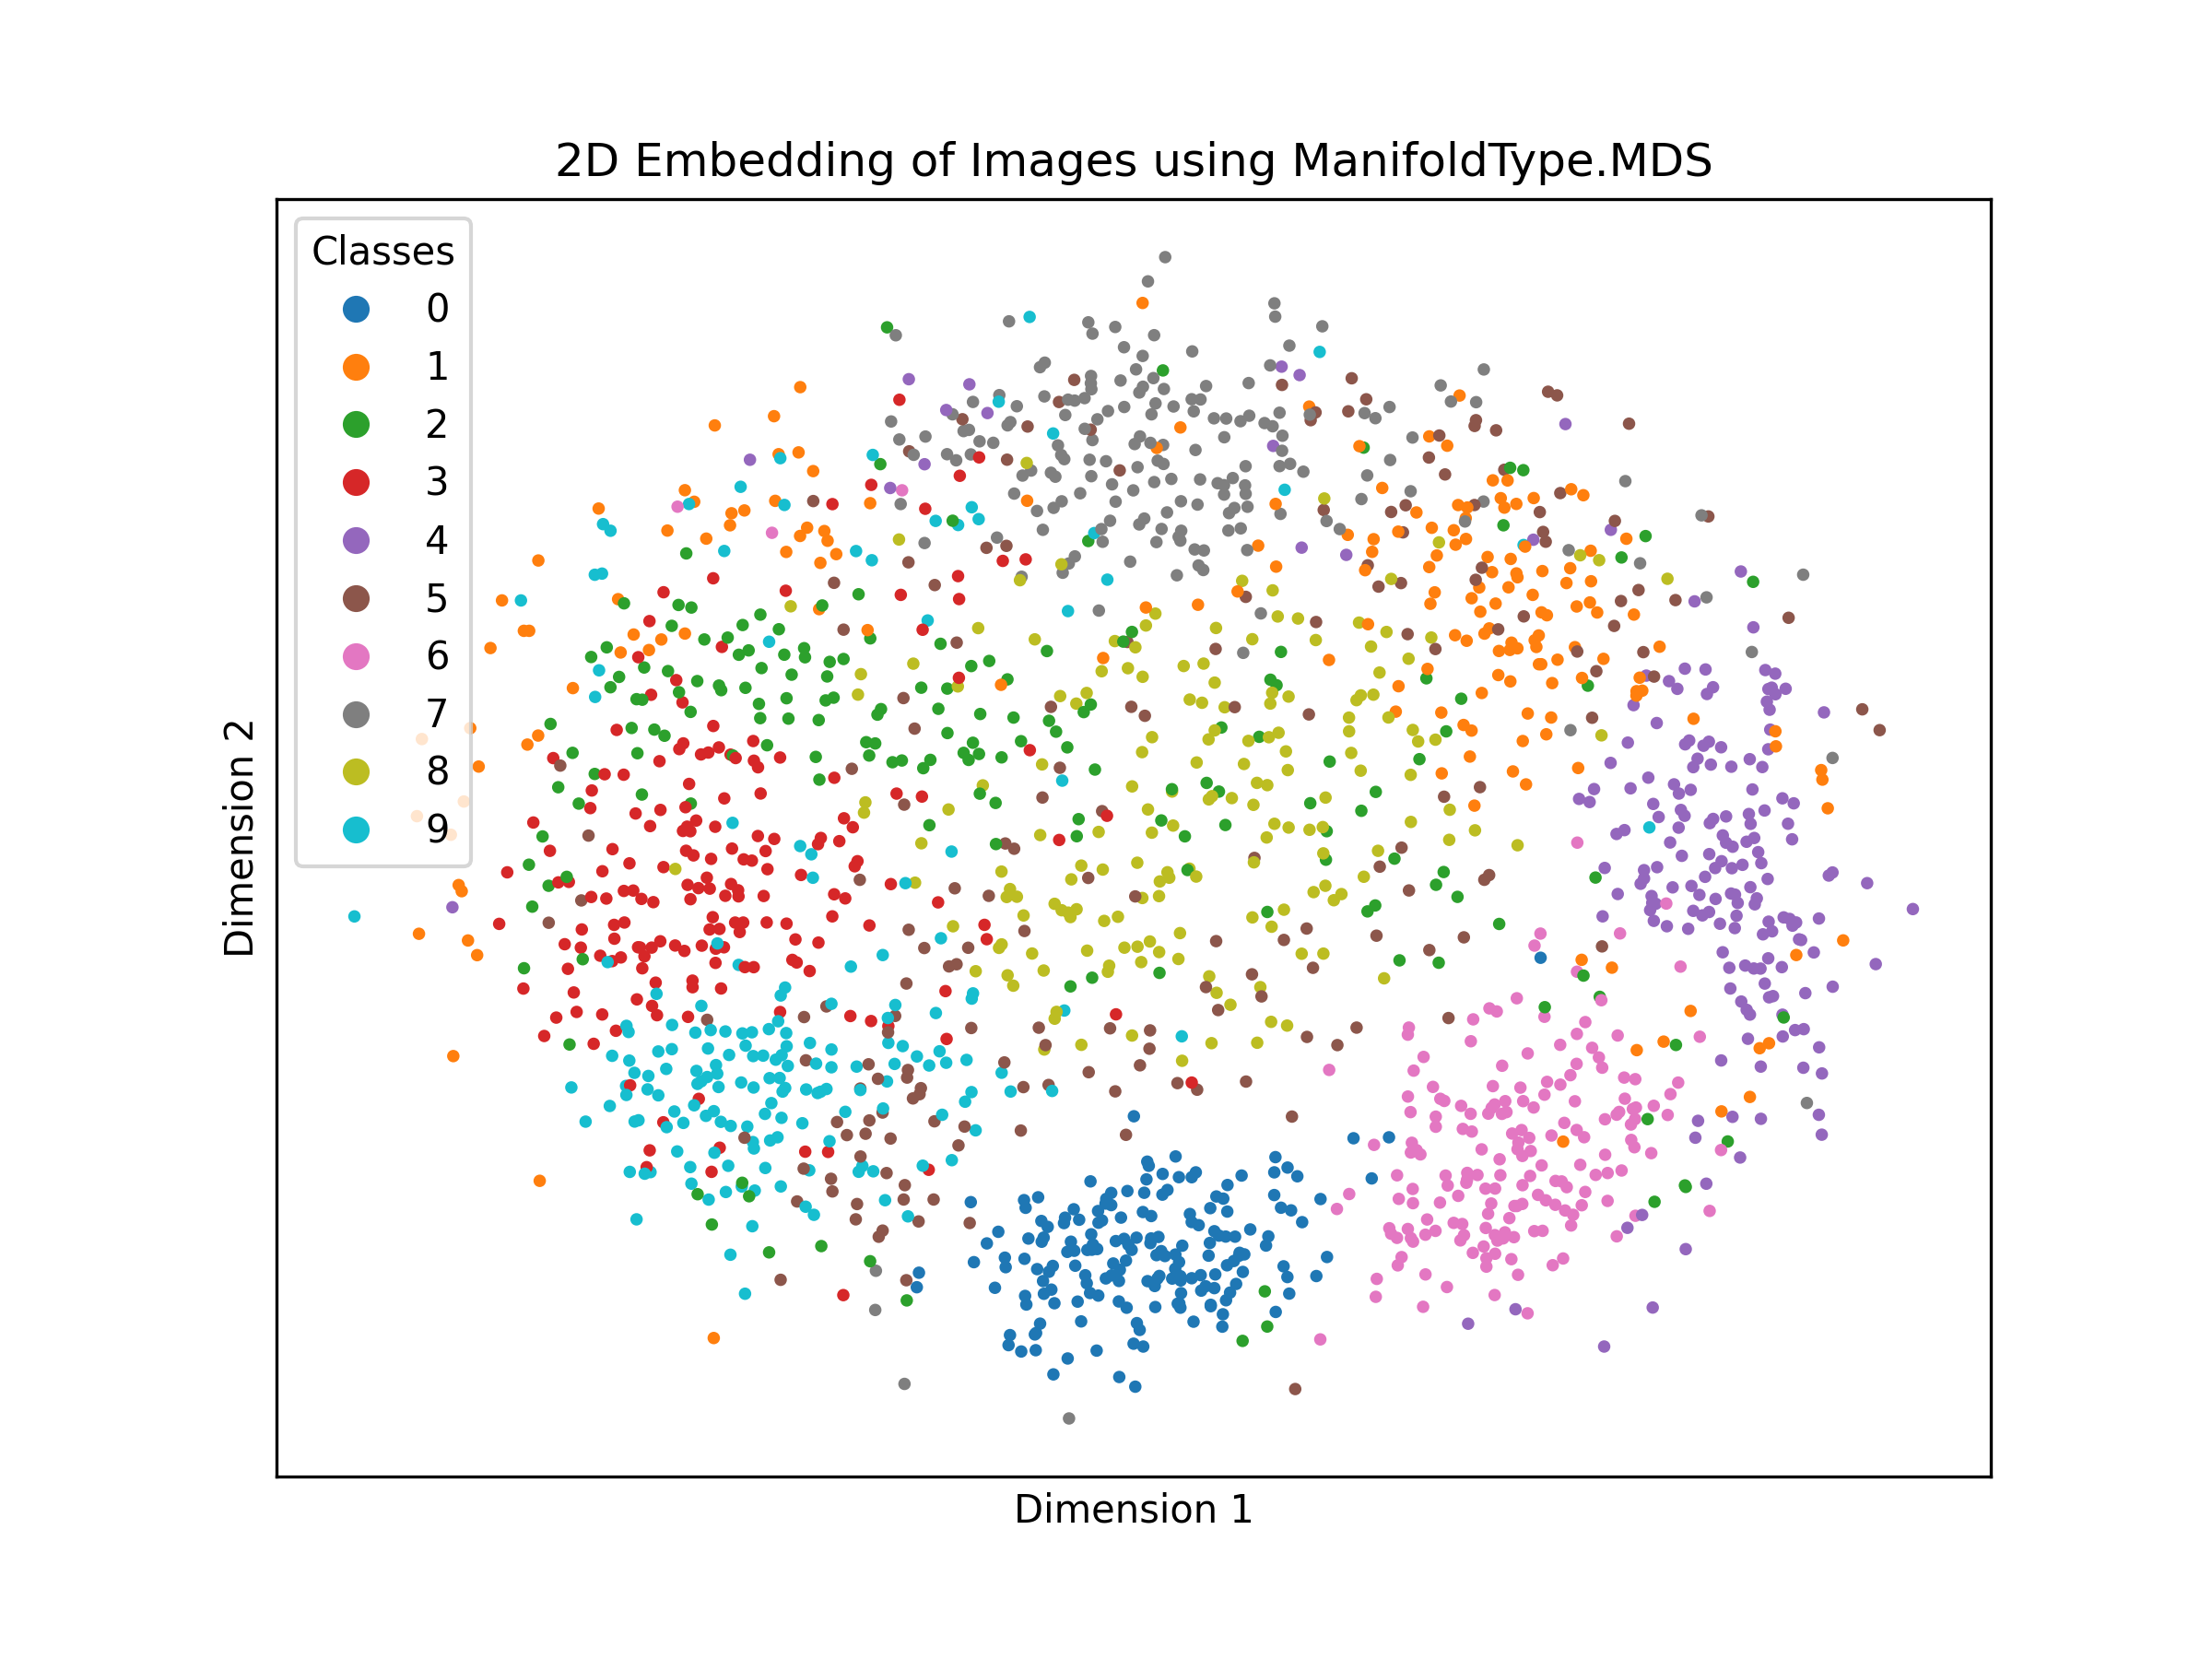 2D Embedding of Images using ManifoldType.MDS
Classes
0
1
2
3
4
5
6
7
8
9
Dimension 2
Dimension 1